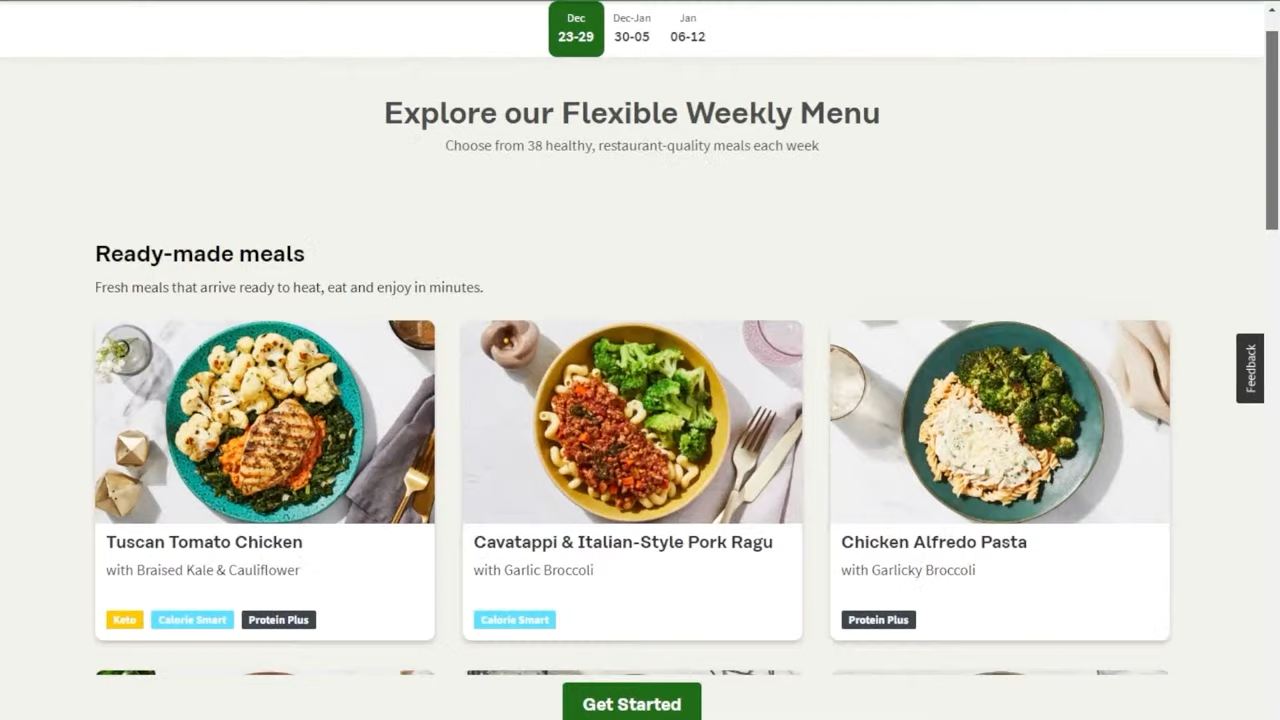 Dec
23-29
Dec-Jan
30-05
Jan
06-12
Explore our Flexible Weekly Menu
Choose from 38 healthy, restaurant-quality meals each week
Ready-made meals
Fresh meals that arrive ready to heat, eat and enjoy in minutes.
Feedback
Tuscan Tomato Chicken
with Braised Kale & Cauliflower
Keto Calorie Smart Protein Plus
Cavatappi & Italian-Style Pork Ragu
with Garlic Broccoli
Calorie Smart
Chicken Alfredo Pasta
with Garlicky Broccoli
Protein Plus
Get Started